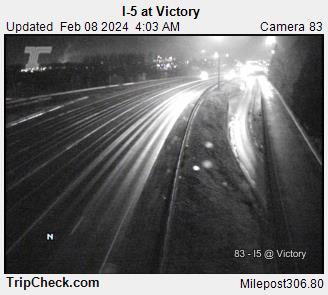 I-5 at Victory
Updated  Feb 08 2024  4:03 AM
Camera 83
T
N
83 - I5 @ Victory
TripCheck.com
Milepost306.80